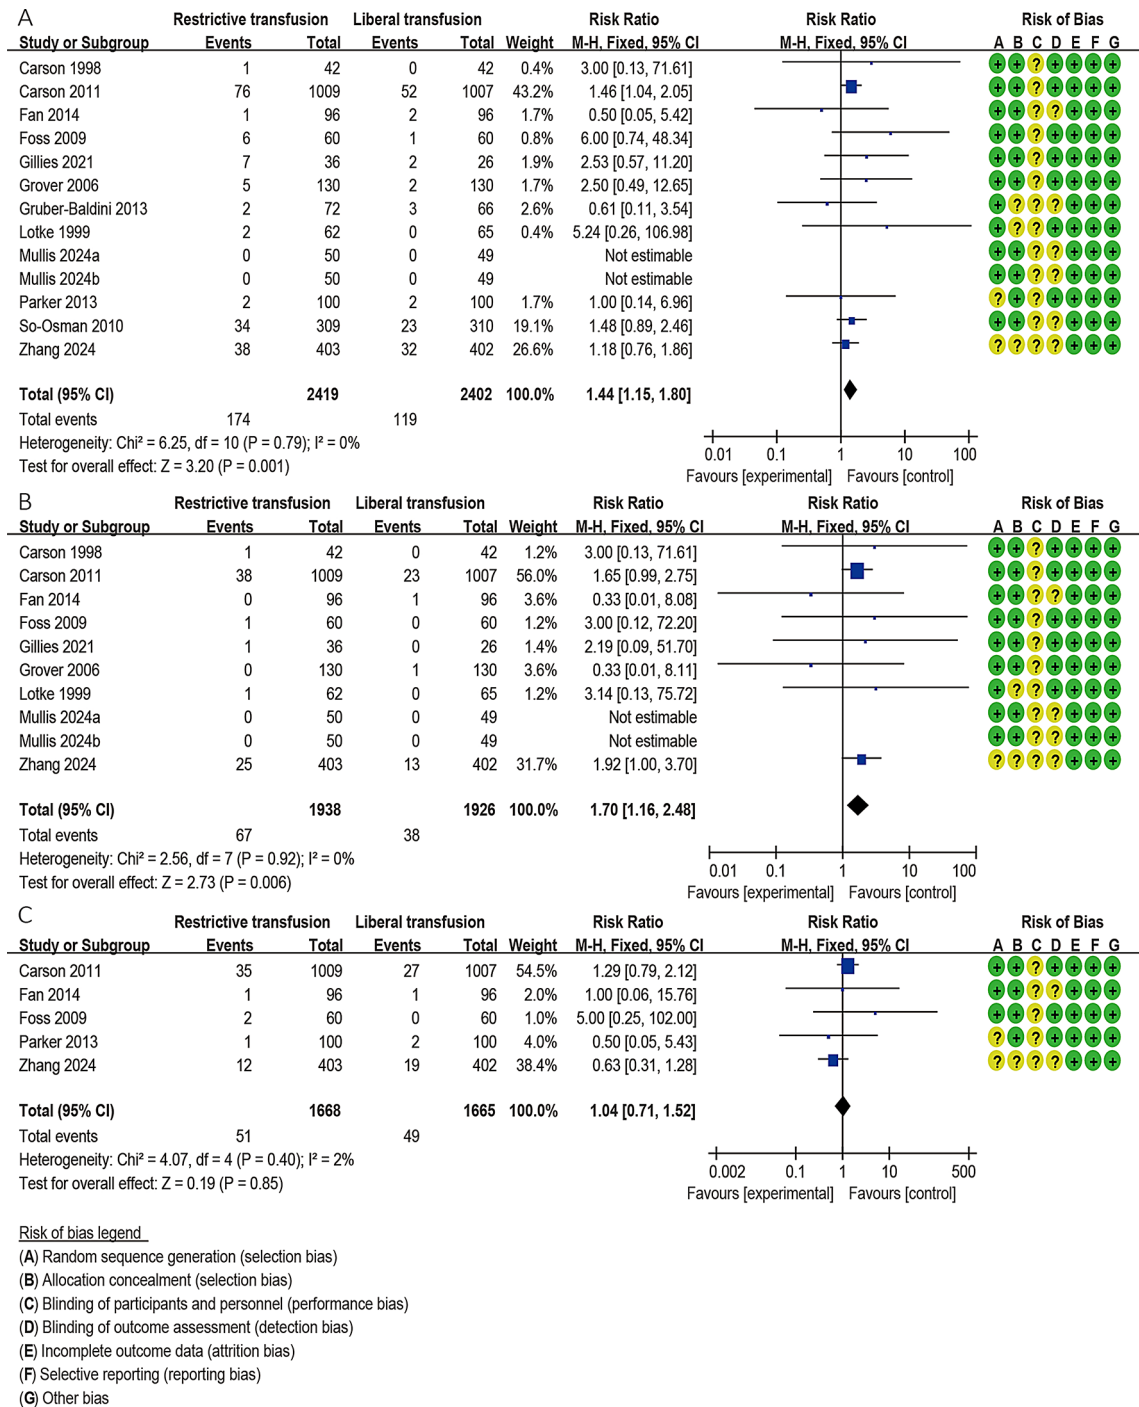 A
Restrictive transfusion Liberal transfusion Risk Ratio Risk Ratio Risk of Bias
Study or Subgroup Events Total Events Total Weight M-H, Fixed, 95% CI M-H, Fixed, 95% CI A B C D E F G
Carson 1998 1 42 0 42 0.4% 3.00 [0.13, 71.61] + + ? + + + +
Carson 2011 76 1009 52 1007 43.2% 1.46 [1.04, 2.05] + + ? + + + +
Fan 2014 1 96 2 96 1.7% 0.50 [0.05, 5.42] + + ? ? + + +
Foss 2009 6 60 1 60 0.8% 6.00 [0.74, 48.34] + + ? + + + +
Gillies 2021 7 36 2 26 1.9% 2.53 [0.57, 11.20] + + ? + + + +
Grover 2006 5 130 2 130 1.7% 2.50 [0.49, 12.65] + + ? + + + +
Gruber-Baldini 2013 2 72 3 66 2.6% 0.61 [0.11, 3.54] + ? ? ? + + +
Lotke 1999 2 62 0 65 0.4% 5.24 [0.26, 106.98] + ? ? + + + +
Mullis 2024a 0 50 0 49 Not estimable + + ? ? + + +
Mullis 2024b 0 50 0 49 Not estimable + + ? ? + + +
Parker 2013 2 100 2 100 1.7% 1.00 [0.14, 6.96] ? + ? + + + +
So-Osman 2010 34 309 23 310 19.1% 1.48 [0.89, 2.46] + + ? ? + + +
Zhang 2024 38 403 32 402 26.6% 1.18 [0.76, 1.86] ? ? ? ? + + +
Total (95% CI) 2419 2402 100.0% 1.44 [1.15, 1.80]
Total events 174 119
Heterogeneity: Chi² = 6.25, df = 10 (P = 0.79); I² = 0%
Test for overall effect: Z = 3.20 (P = 0.001)
0.01 0.1 1 10 100
Favours [experimental] Favours [control]
B
Restrictive transfusion Liberal transfusion Risk Ratio Risk Ratio Risk of Bias
Study or Subgroup Events Total Events Total Weight M-H, Fixed, 95% CI M-H, Fixed, 95% CI A B C D E F G
Carson 1998 1 42 0 42 1.2% 3.00 [0.13, 71.61] + + ? + + + +
Carson 2011 38 1009 23 1007 56.0% 1.65 [0.99, 2.75] + + ? + + + +
Fan 2014 0 96 1 96 3.6% 0.33 [0.01, 8.08] + + ? ? + + +
Foss 2009 1 60 0 60 1.2% 3.00 [0.12, 72.20] + + ? + + + +
Gillies 2021 1 36 0 26 1.4% 2.19 [0.09, 51.70] + + ? + + + +
Grover 2006 0 130 1 130 3.6% 0.33 [0.01, 8.11] + + ? + + + +
Lotke 1999 1 62 0 65 1.2% 3.14 [0.13, 75.72] + ? ? + + + +
Mullis 2024a 0 50 0 49 Not estimable + + ? ? + + +
Mullis 2024b 0 50 0 49 Not estimable + + ? ? + + +
Zhang 2024 25 403 13 402 31.7% 1.92 [1.00, 3.70] ? ? ? ? + + +
Total (95% CI) 1938 1926 100.0% 1.70 [1.16, 2.48]
Total events 67 38
Heterogeneity: Chi² = 2.56, df = 7 (P = 0.92); I² = 0%
Test for overall effect: Z = 2.73 (P = 0.006)
0.01 0.1 1 10 100
Favours [experimental] Favours [control]
C
Restrictive transfusion Liberal transfusion Risk Ratio Risk Ratio Risk of Bias
Study or Subgroup Events Total Events Total Weight M-H, Fixed, 95% CI M-H, Fixed, 95% CI A B C D E F G
Carson 2011 35 1009 27 1007 54.5% 1.29 [0.79, 2.12] + + ? + + + +
Fan 2014 1 96 1 96 2.0% 1.00 [0.06, 15.76] + + ? ? + + +
Foss 2009 2 60 0 60 1.0% 5.00 [0.25, 102.00] + + ? + + + +
Parker 2013 1 100 2 100 4.0% 0.50 [0.05, 5.43] ? + ? + + + +
Zhang 2024 12 403 19 402 38.4% 0.63 [0.31, 1.28] ? ? ? ? + + +
Total (95% CI) 1668 1665 100.0% 1.04 [0.71, 1.52]
Total events 51 49
Heterogeneity: Chi² = 4.07, df = 4 (P = 0.40); I² = 2%
Test for overall effect: Z = 0.19 (P = 0.85)
0.002 0.1 1 10 500
Favours [experimental] Favours [control]
Risk of bias legend
(A) Random sequence generation (selection bias)
(B) Allocation concealment (selection bias)
(C) Blinding of participants and personnel (performance bias)
(D) Blinding of outcome assessment (detection bias)
(E) Incomplete outcome data (attrition bias)
(F) Selective reporting (reporting bias)
(G) Other bias